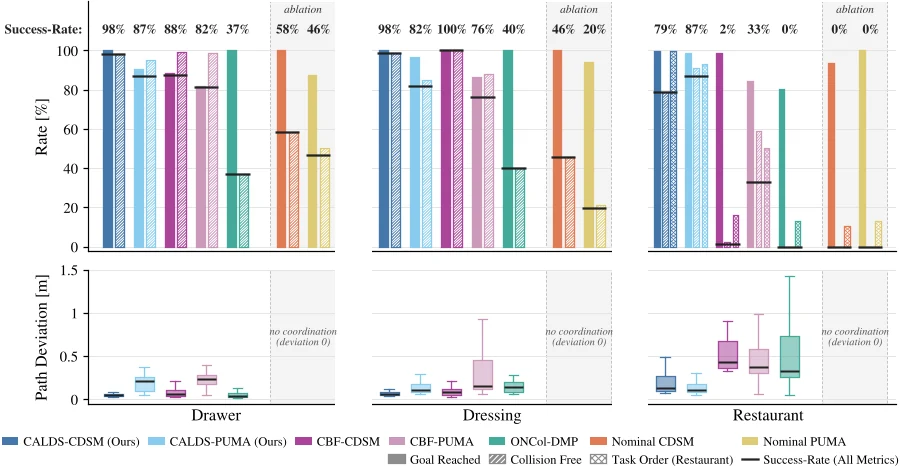 ablation ablation ablation
Success-Rate: 98% 87% 88% 82% 37% 58% 46% 98% 82% 100% 76% 40% 46% 20% 79% 87% 2% 33% 0% 0% 0%
100
80
60
40
20
0
Rate [%]
1.5
1
0.5
0
Path Deviation [m]
no coordination no coordination no coordination
(deviation 0) (deviation 0) (deviation 0)
Drawer Dressing Restaurant
CALDS-CDSM (Ours) CALDS-PUMA (Ours) CBF-CDSM CBF-PUMA ONCol-DMP Nominal CDSM Nominal PUMA
Goal Reached Collision Free Task Order (Restaurant) Success-Rate (All Metrics)